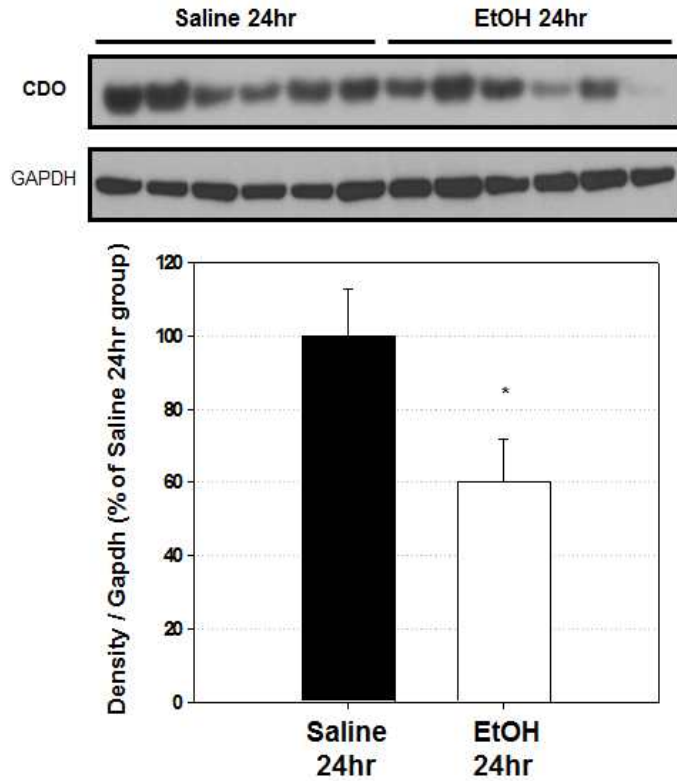 Saline 24hr
EtOH 24hr
CDO
GAPDH
Density / Gapdh (% of Saline 24hr group)
120
100
80
60
40
20
0
*
Saline
24hr
EtOH
24hr